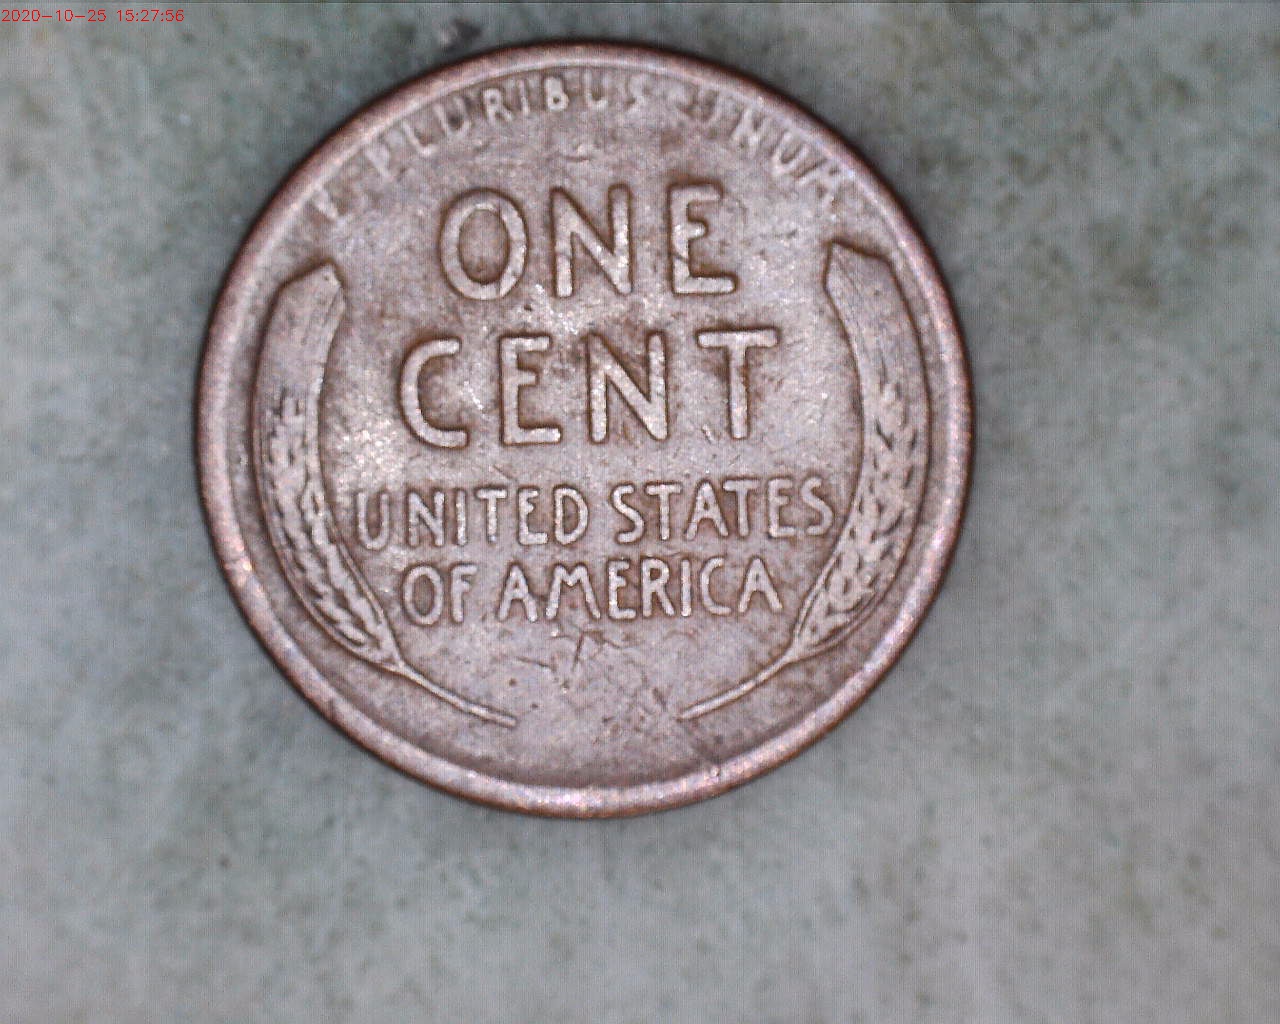 2020-10-25 15:27:56
E PLURIBUS UNUM
ONE
CENT
UNITED STATES
OF AMERICA